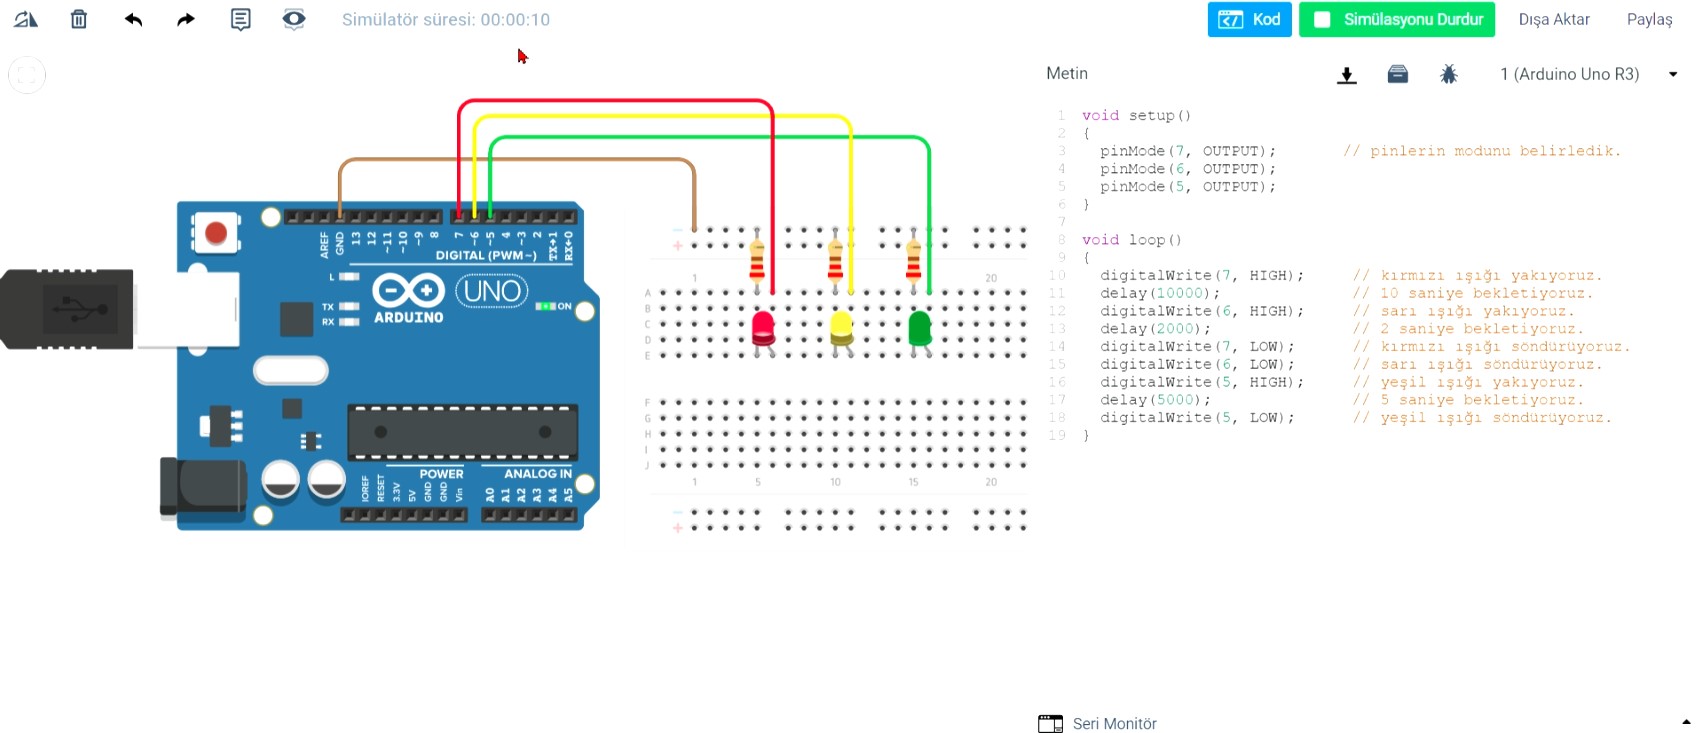 Simülatör süresi: 00:00:10
Kod
Simülasyonu Durdur
Dışa Aktar
Paylaş
Metin
1 (Arduino Uno R3)
1 void setup()
2 {
3 pinMode(7, OUTPUT); // pinlerin modunu belirledik.
4 pinMode(6, OUTPUT);
5 pinMode(5, OUTPUT);
6 }
7
8 void loop()
9 {
10 digitalWrite(7, HIGH); // kırmızı ışığı yakıyoruz.
11 delay(10000); // 10 saniye bekletiyoruz.
12 digitalWrite(6, HIGH); // sarı ışığı yakıyoruz.
13 delay(2000); // 2 saniye bekletiyoruz.
14 digitalWrite(7, LOW); // kırmızı ışığı söndürüyoruz.
15 digitalWrite(6, LOW); // sarı ışığı söndürüyoruz.
16 digitalWrite(5, HIGH); // yeşil ışığı yakıyoruz.
17 delay(5000); // 5 saniye bekletiyoruz.
18 digitalWrite(5, LOW); // yeşil ışığı söndürüyoruz.
19 }
AREF GND 13 12 ~11 ~10 ~9 8 7 ~6 ~5 4 ~3 2 TX→1 RX←0
DIGITAL (PWM~)
L
TX
RX
UNO
ARDUINO
ON
POWER
ANALOG IN
IOREF RESET 3.3V 5V GND GND Vin A0 A1 A2 A3 A4 A5
- 
+
1 20
A
B
C
D
E
F
G
H
I
J
1 5 10 15 20
-
+
Seri Monitör